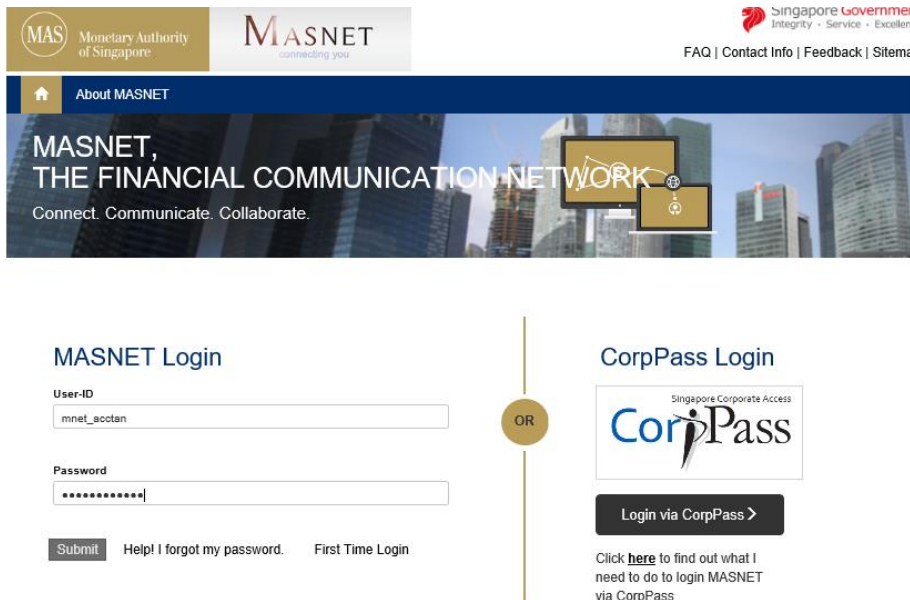 MAS
Monetary Authority
of Singapore
MASNET
connecting you
Singapore Governmen
Integrity · Service · Excellen
FAQ | Contact Info | Feedback | Sitema
About MASNET
MASNET,
THE FINANCIAL COMMUNICATION NETWORK
Connect. Communicate. Collaborate.
MASNET Login
User-ID
mnet_acctan
Password
••••••••••••
Submit
Help! I forgot my password.
First Time Login
OR
CorpPass Login
Singapore Corporate Access
CorpPass
Login via CorpPass >
Click here to find out what I
need to do to login MASNET
via CorpPass